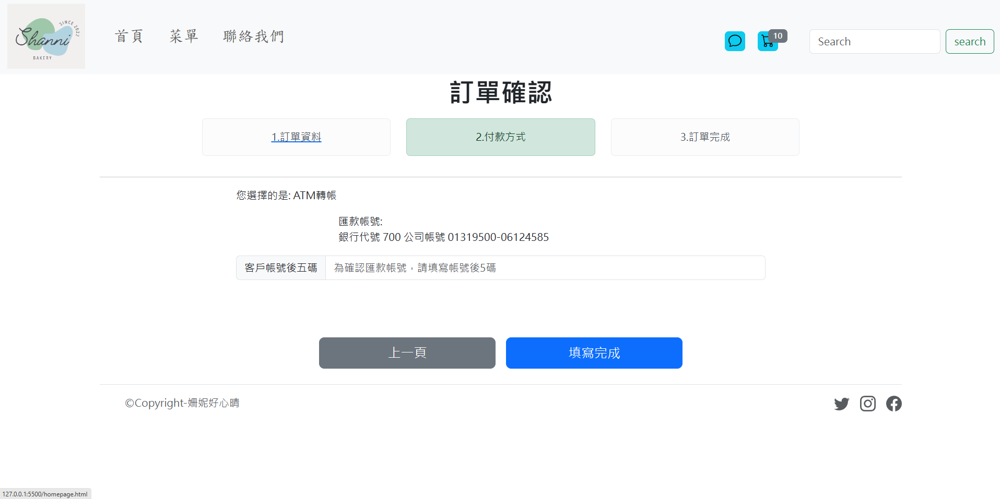 Shanni
SINCE 2022
BAKERY
首頁
菜單
聯絡我們
10
Search
search
訂單確認
1.訂單資料
2.付款方式
3.訂單完成
您選擇的是: ATM轉帳
匯款帳號:
銀行代號 700 公司帳號 01319500-06124585
客戶帳號後五碼
為確認匯款帳號，請填寫帳號後5碼
上一頁
填寫完成
©Copyright-姍妮好心晴
127.0.0.1:5500/homepage.html